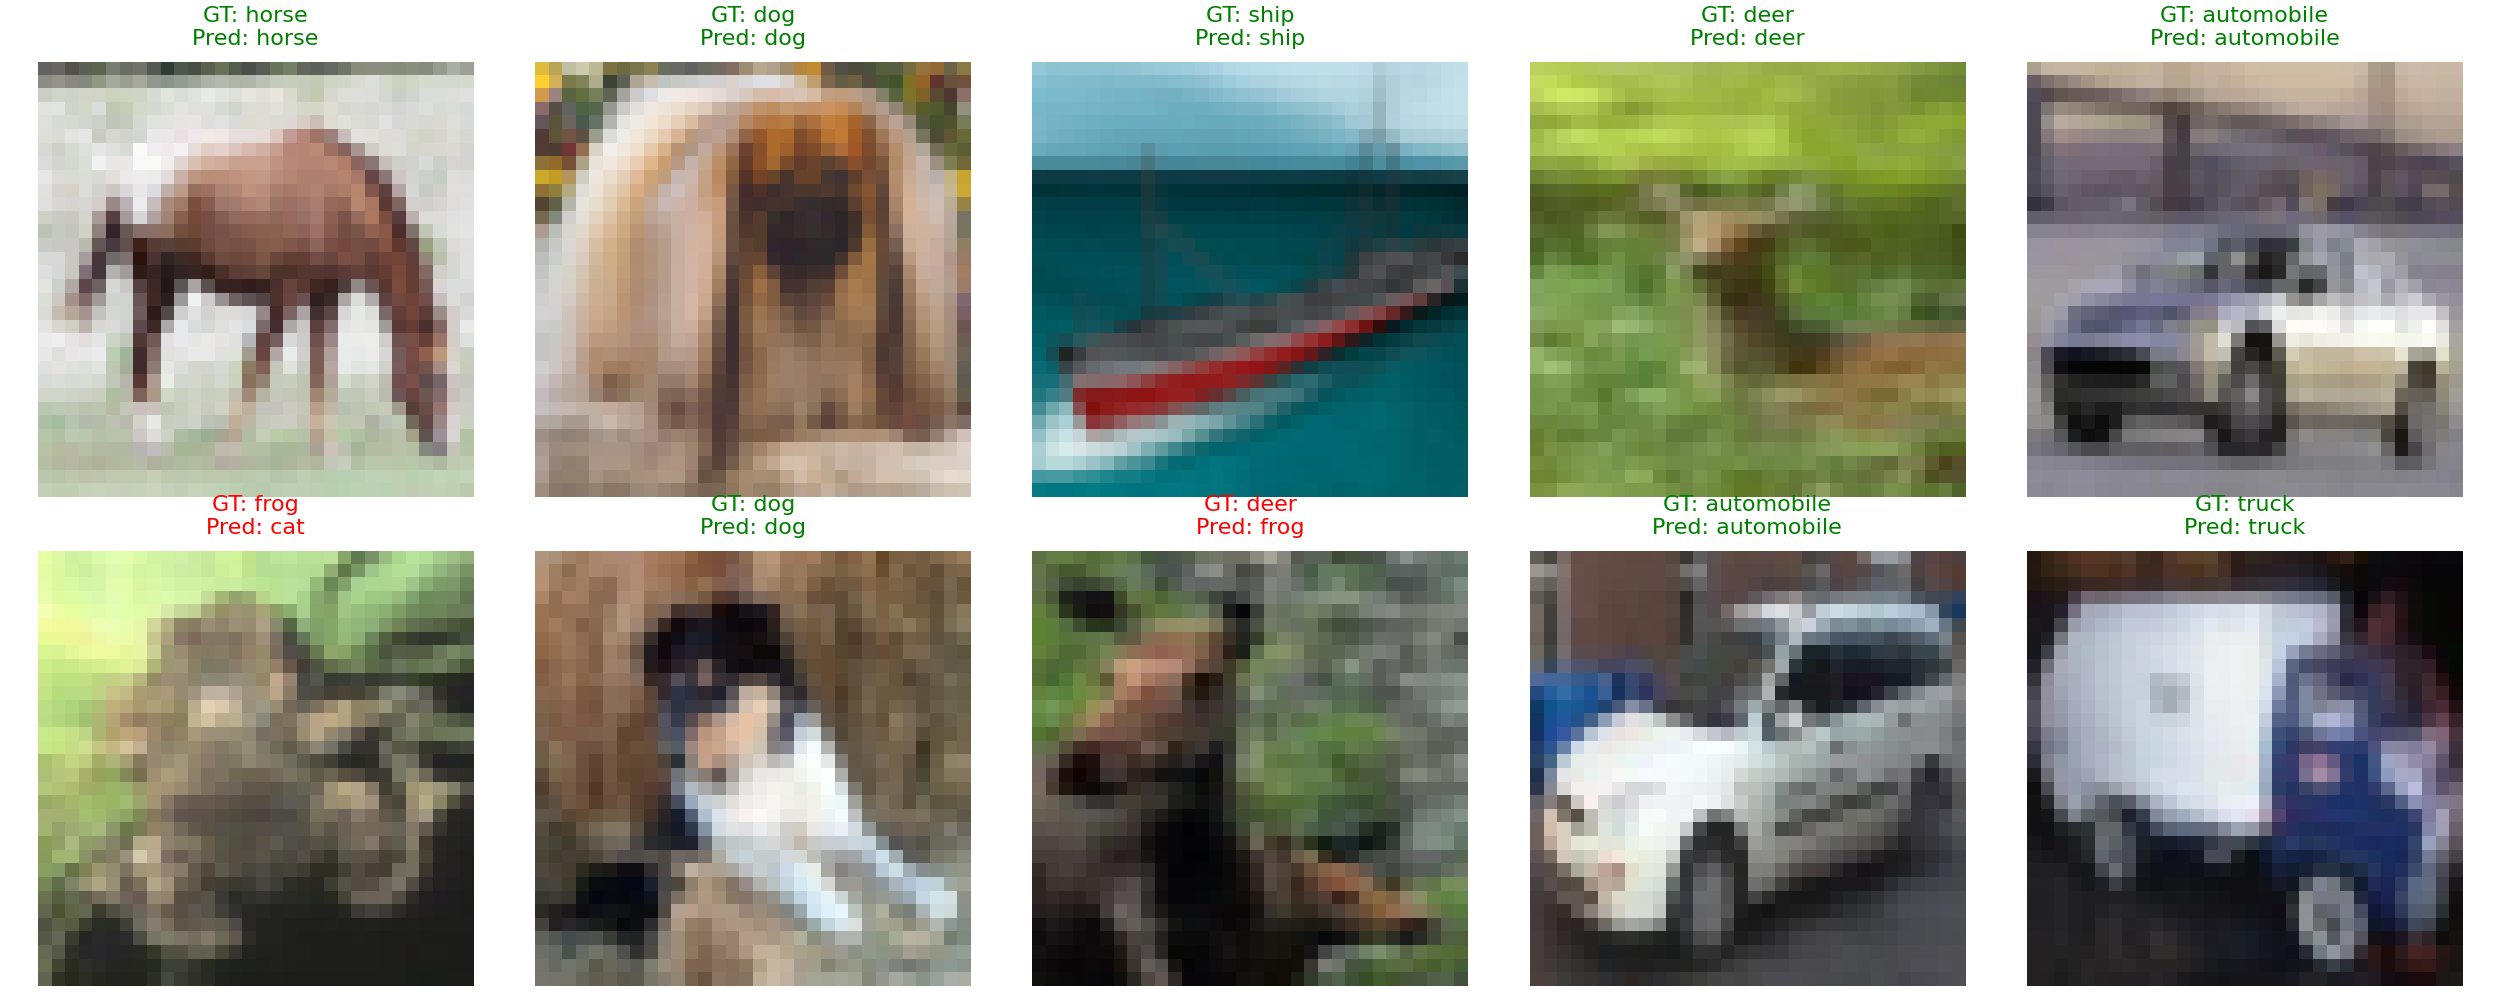 GT: horse
Pred: horse
GT: dog
Pred: dog
GT: ship
Pred: ship
GT: deer
Pred: deer
GT: automobile
Pred: automobile
GT: frog
Pred: cat
GT: dog
Pred: dog
GT: deer
Pred: frog
GT: automobile
Pred: automobile
GT: truck
Pred: truck